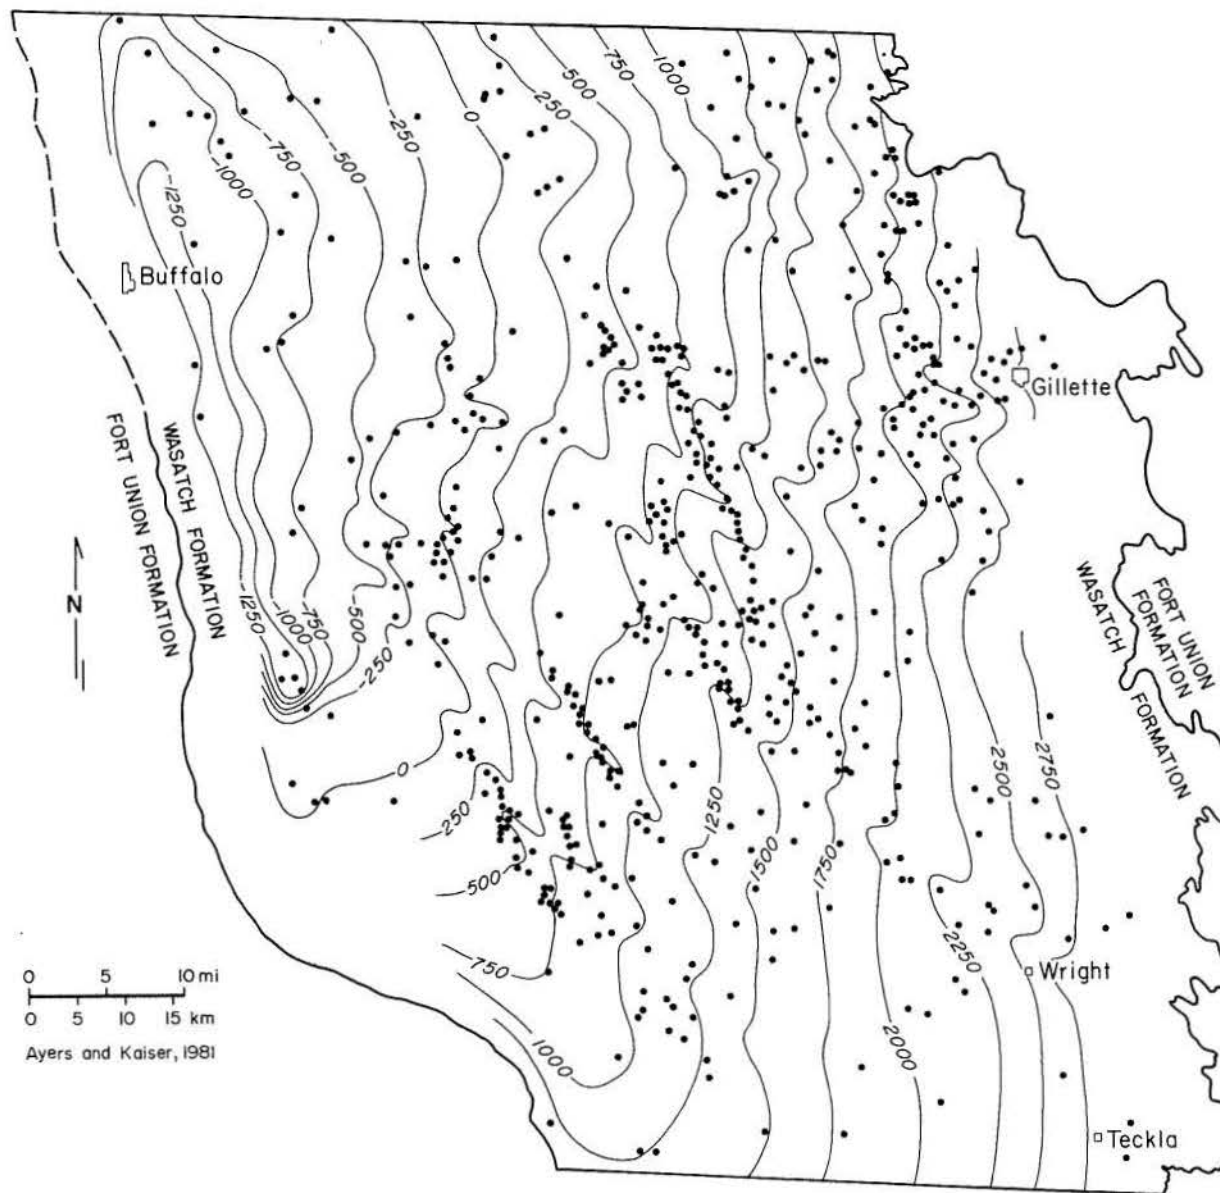 -250
0
500
250
750
1000
-500
-750
-1000
-1250
Buffalo
Gillette
FORT UNION FORMATION
WASATCH FORMATION
N
-1250
-1000
-750
-500
-250
0
-250
-500
750
1000
1250
1500
1750
2000
2250
2500
2750
WASATCH FORMATION
FORT UNION
FORMATION
Wright
Teckla
0 5 10 mi
0 5 10 15 km
Ayers and Kaiser, 1981